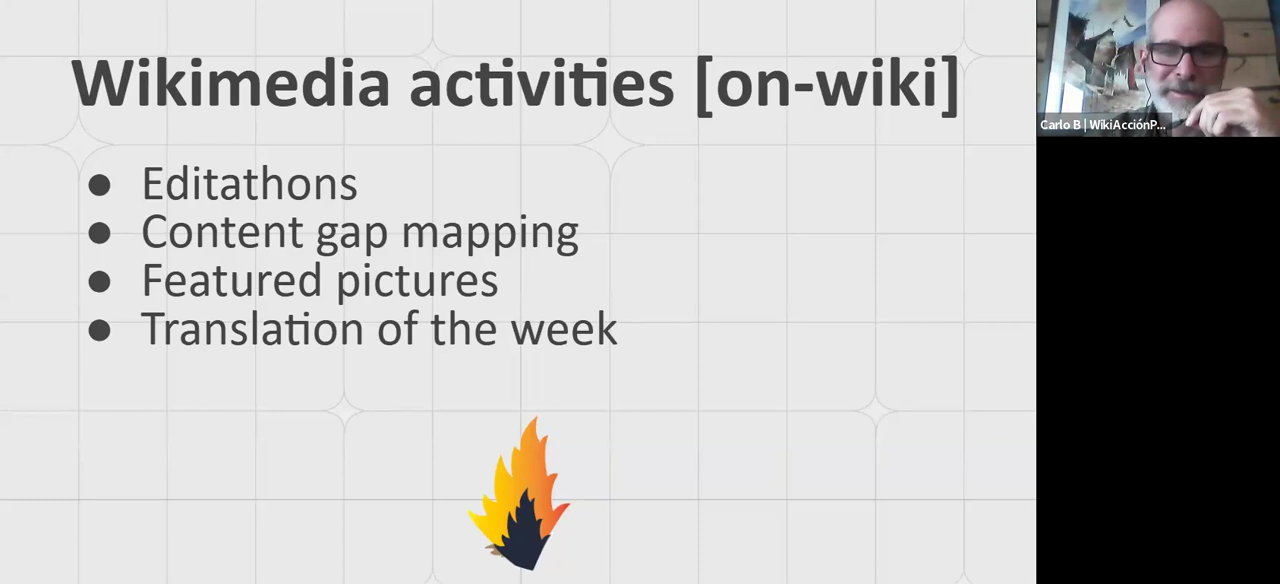 Wikimedia activities [on-wiki]
● Editathons
● Content gap mapping
● Featured pictures
● Translation of the week
Carlo B | WikiAcciónP...